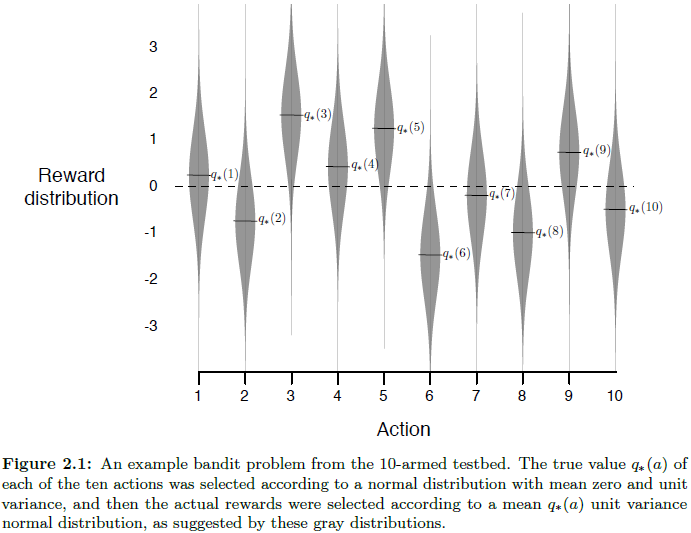 3
2
1
0
-1
-2
-3
Reward
distribution
q∗(1)
q∗(2)
q∗(3)
q∗(4)
q∗(5)
q∗(6)
q∗(7)
q∗(8)
q∗(9)
q∗(10)
1 2 3 4 5 6 7 8 9 10
Action
Figure 2.1: An example bandit problem from the 10-armed testbed. The true value q∗(a) of
each of the ten actions was selected according to a normal distribution with mean zero and unit
variance, and then the actual rewards were selected according to a mean q∗(a) unit variance
normal distribution, as suggested by these gray distributions.